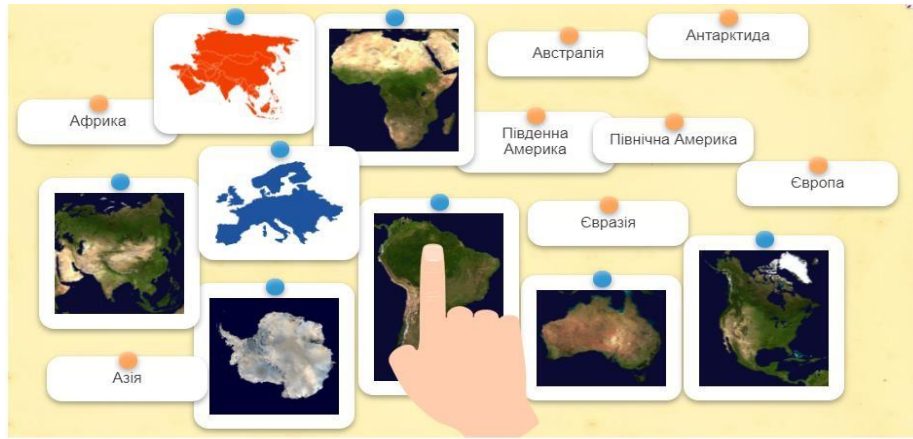 Антарктида
Австралія
Африка
Південна
Америка
Північна Америка
Європа
Євразія
Азія